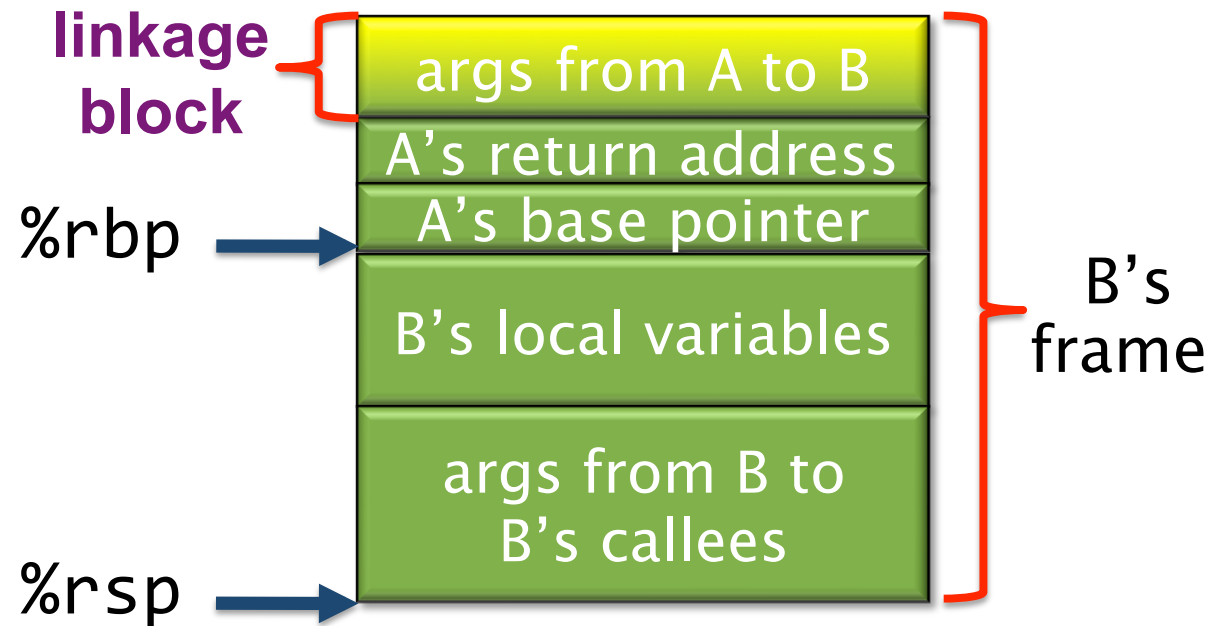 linkage
block
args from A to B
A’s return address
A’s base pointer
%rbp
B’s local variables
B’s
frame
args from B to
B’s callees
%rsp